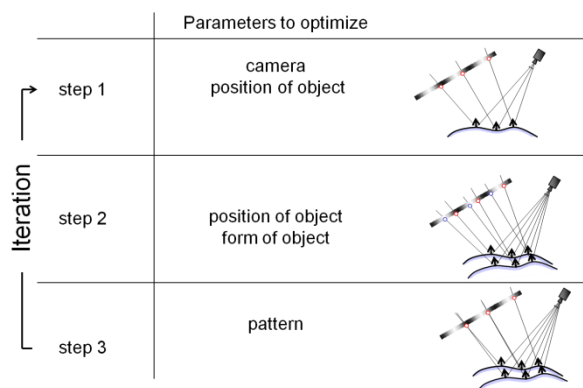 Parameters to optimize
step 1
camera
position of object
Iteration
step 2
position of object
form of object
step 3
pattern